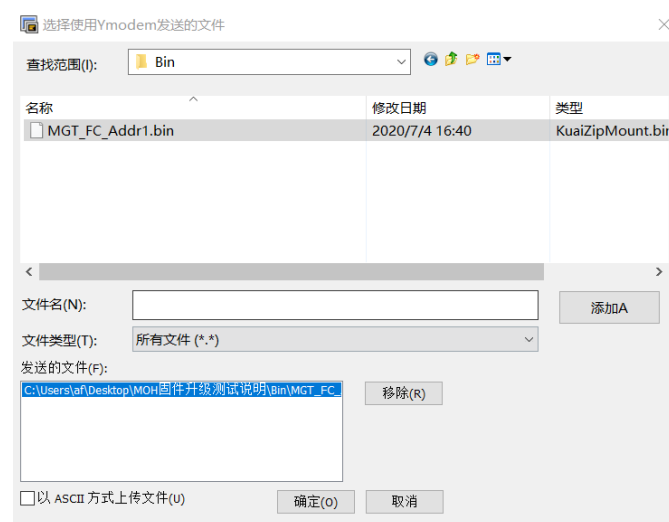 选择使用Ymodem发送的文件
查找范围(I): Bin
名称 修改日期 类型
MGT_FC_Addr1.bin 2020/7/4 16:40 KuaiZipMount.bin
文件名(N): 添加A
文件类型(T): 所有文件 (*.*)
发送的文件(F):
C:\Users\af\Desktop\MOH固件升级测试说明\Bin\MGT_FC_
移除(R)
以 ASCII 方式上传文件(U) 确定(O) 取消